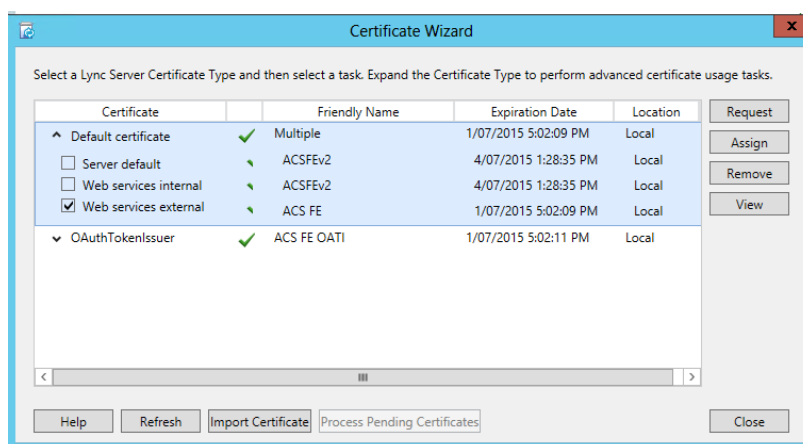 Certificate Wizard
x
Select a Lync Server Certificate Type and then select a task. Expand the Certificate Type to perform advanced certificate usage tasks.
Certificate Friendly Name Expiration Date Location
Default certificate Multiple 1/07/2015 5:02:09 PM Local
Server default ACSFEv2 4/07/2015 1:28:35 PM Local
Web services internal ACSFEv2 4/07/2015 1:28:35 PM Local
Web services external ACS FE 1/07/2015 5:02:09 PM Local
OAuthTokenIssuer ACS FE OATI 1/07/2015 5:02:11 PM Local
Request
Assign
Remove
View
Help Refresh Import Certificate Process Pending Certificates Close